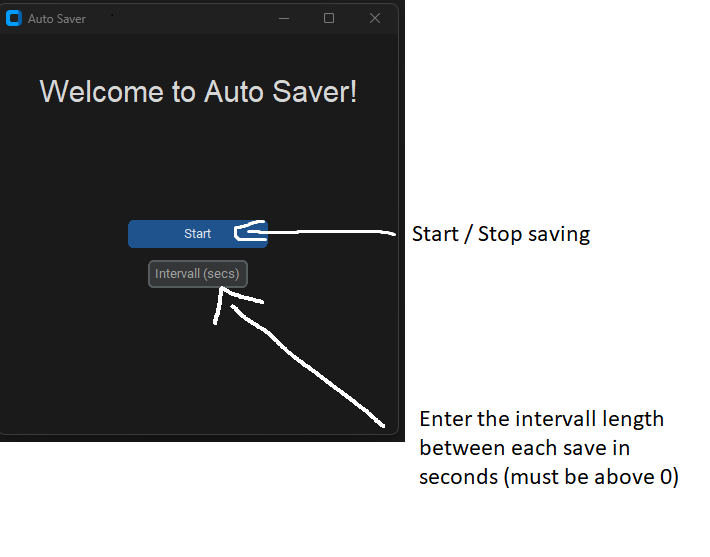 Auto Saver
Welcome to Auto Saver!
Start
Start / Stop saving
Intervall (secs)
Enter the intervall length
between each save in
seconds (must be above 0)